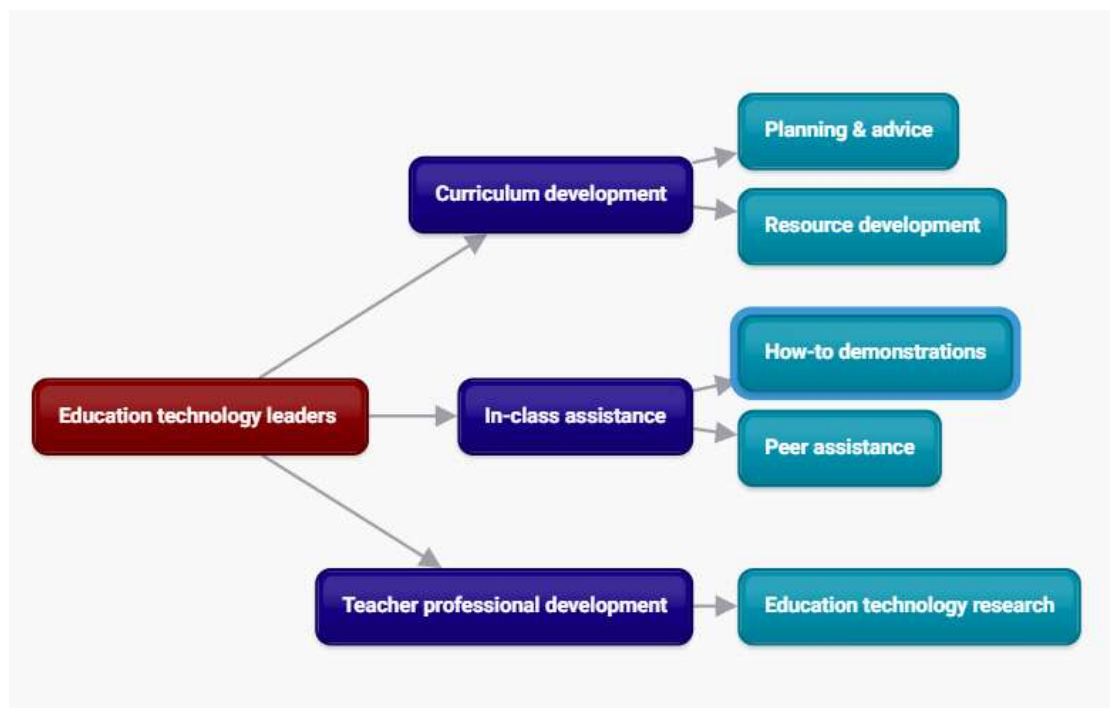 Planning & advice
Curriculum development
Resource development
How-to demonstrations
Education technology leaders
In-class assistance
Peer assistance
Teacher professional development
Education technology research